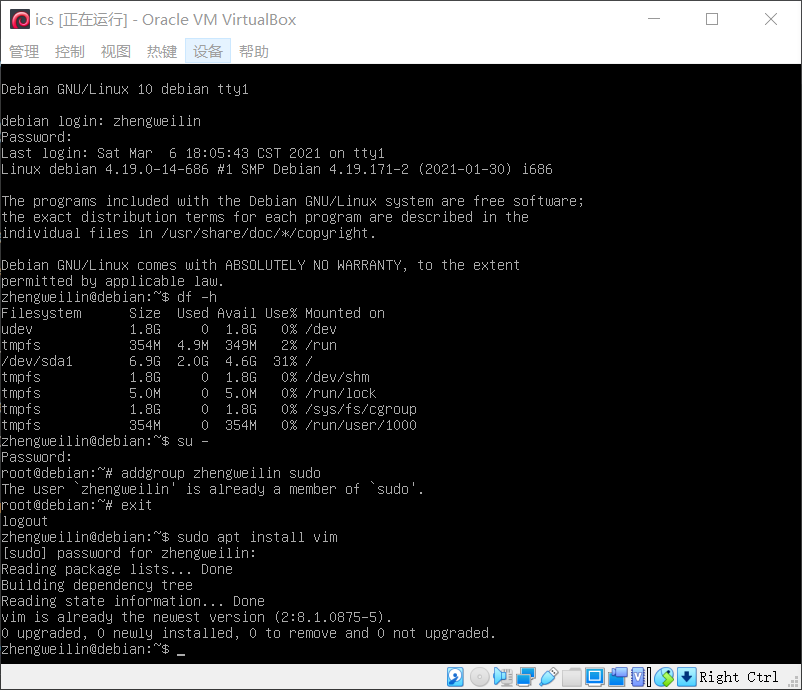 ics [正在运行] - Oracle VM VirtualBox
管理 控制 视图 热键 设备 帮助
Debian GNU/Linux 10 debian tty1
debian login: zhengweilin
Password:
Last login: Sat Mar  6 18:05:43 CST 2021 on tty1
Linux debian 4.19.0-14-686 #1 SMP Debian 4.19.171-2 (2021-01-30) i686
The programs included with the Debian GNU/Linux system are free software;
the exact distribution terms for each program are described in the
individual files in /usr/share/doc/*/copyright.
Debian GNU/Linux comes with ABSOLUTELY NO WARRANTY, to the extent
permitted by applicable law.
zhengweilin@debian:~$ df -h
Filesystem      Size  Used Avail Use% Mounted on
udev            1.8G     0  1.8G   0% /dev
tmpfs           354M  4.9M  349M   2% /run
/dev/sda1       6.9G  2.0G  4.6G  31% /
tmpfs           1.8G     0  1.8G   0% /dev/shm
tmpfs           5.0M     0  5.0M   0% /run/lock
tmpfs           1.8G     0  1.8G   0% /sys/fs/cgroup
tmpfs           354M     0  354M   0% /run/user/1000
zhengweilin@debian:~$ su -
Password:
root@debian:~# addgroup zhengweilin sudo
The user `zhengweilin' is already a member of `sudo'.
root@debian:~# exit
logout
zhengweilin@debian:~$ sudo apt install vim
[sudo] password for zhengweilin:
Reading package lists... Done
Building dependency tree
Reading state information... Done
vim is already the newest version (2:8.1.0875-5).
0 upgraded, 0 newly installed, 0 to remove and 0 not upgraded.
zhengweilin@debian:~$ _
Right Ctrl